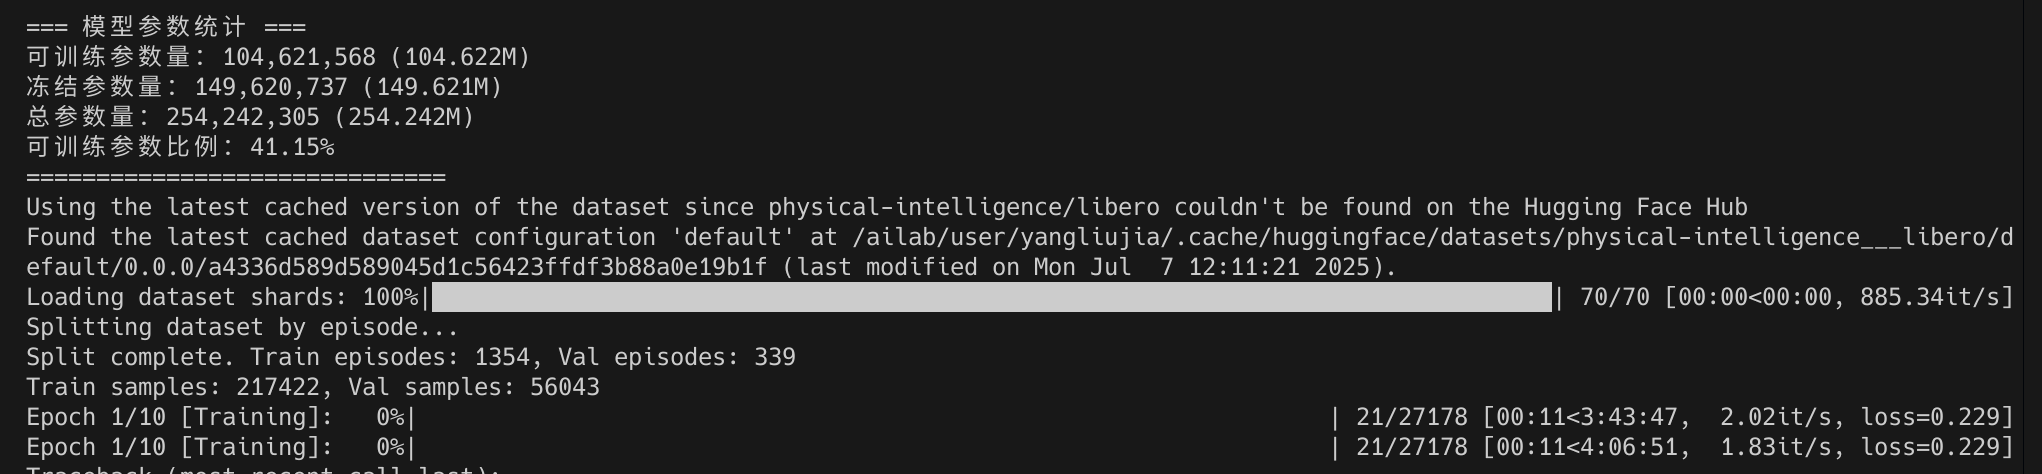 === 模型参数统计 ===
可训练参数量: 104,621,568 (104.622M)
冻结参数量: 149,620,737 (149.621M)
总参数量: 254,242,305 (254.242M)
可训练参数比例: 41.15%
==============================
Using the latest cached version of the dataset since physical-intelligence/libero couldn't be found on the Hugging Face Hub
Found the latest cached dataset configuration 'default' at /ailab/user/yangliujia/.cache/huggingface/datasets/physical-intelligence___libero/d
efault/0.0.0/a4336d589d589045d1c56423ffdf3b88a0e19b1f (last modified on Mon Jul  7 12:11:21 2025).
Loading dataset shards: 100%|████████████████████| 70/70 [00:00<00:00, 885.34it/s]
Splitting dataset by episode...
Split complete. Train episodes: 1354, Val episodes: 339
Train samples: 217422, Val samples: 56043
Epoch 1/10 [Training]:   0%|                    | 21/27178 [00:11<3:43:47,  2.02it/s, loss=0.229]
Epoch 1/10 [Training]:   0%|                    | 21/27178 [00:11<4:06:51,  1.83it/s, loss=0.229]
Traceback (most recent call last):